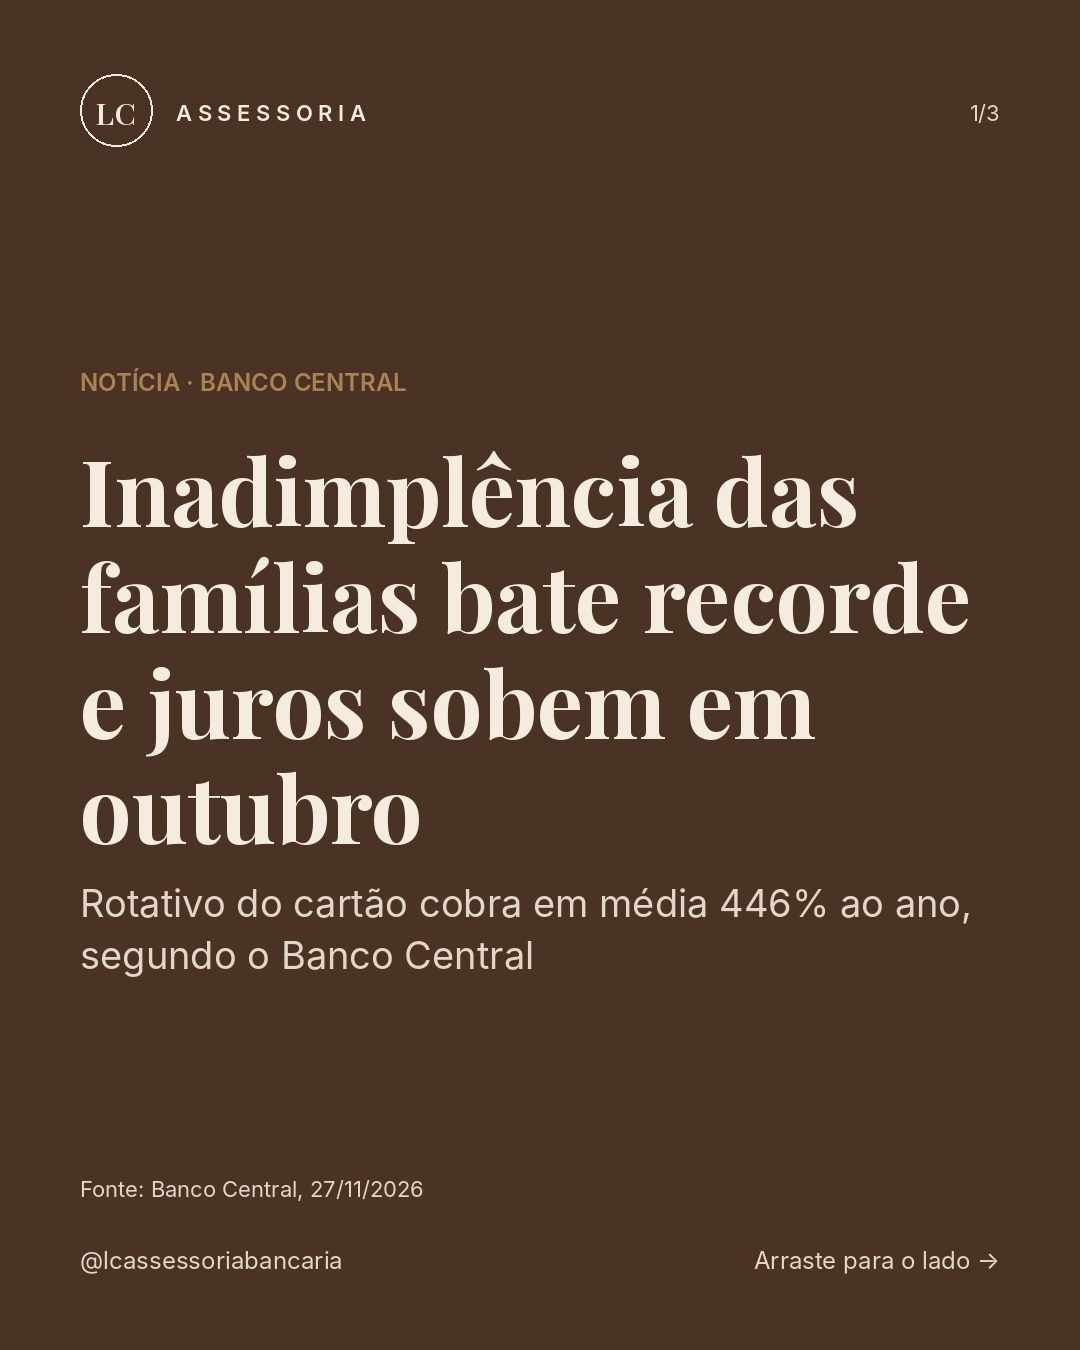 LC ASSESSORIA
1/3
NOTÍCIA · BANCO CENTRAL
Inadimplência das
famílias bate recorde
e juros sobem em
outubro
Rotativo do cartão cobra em média 446% ao ano,
segundo o Banco Central
Fonte: Banco Central, 27/11/2026
@lcassessoriabancaria
Arraste para o lado →